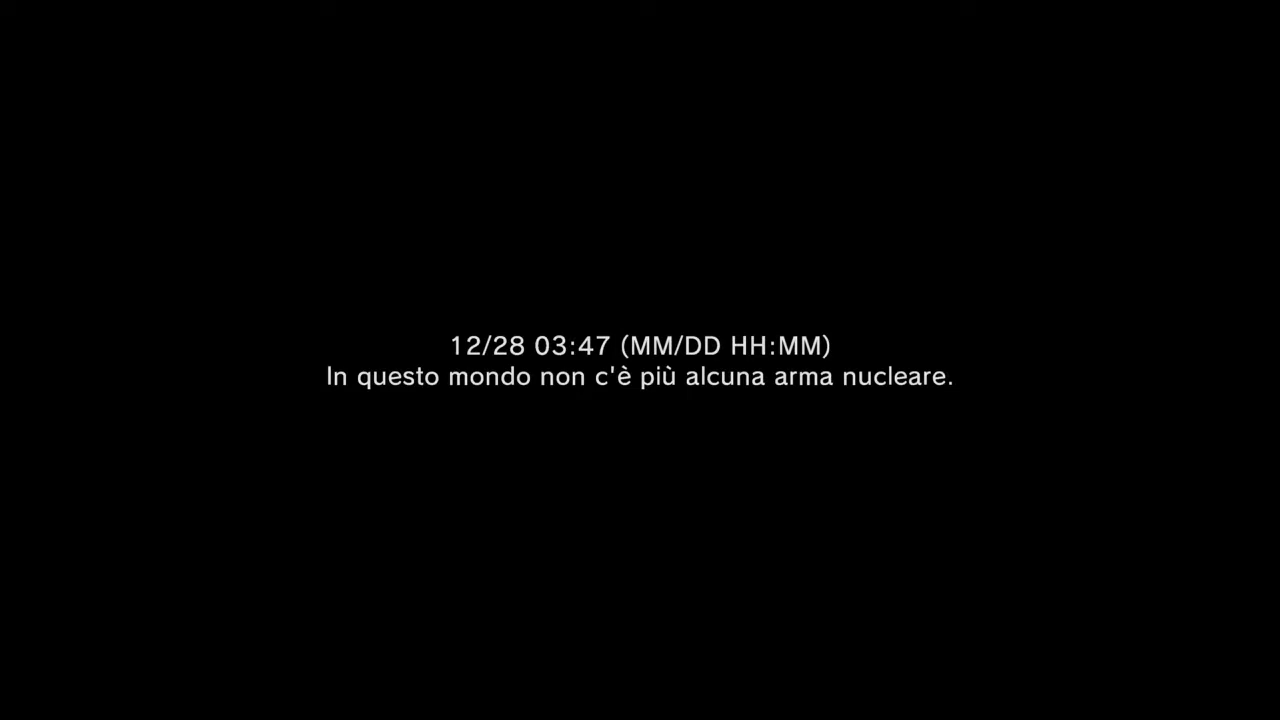 12/28 03:47 (MM/DD HH:MM)
In questo mondo non c'è più alcuna arma nucleare.